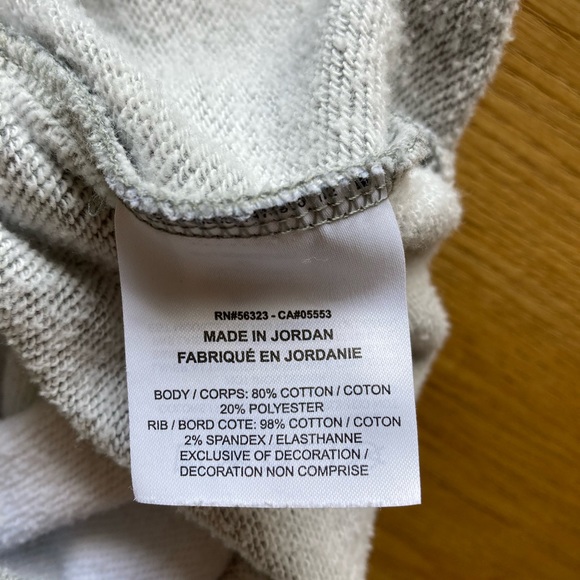 RN#56323 - CA#05553
MADE IN JORDAN
FABRIQUÉ EN JORDANIE
BODY / CORPS: 80% COTTON / COTON
20% POLYESTER
RIB / BORD COTE: 98% COTTON / COTON
2% SPANDEX / ELASTHANNE
EXCLUSIVE OF DECORATION /
DECORATION NON COMPRISE